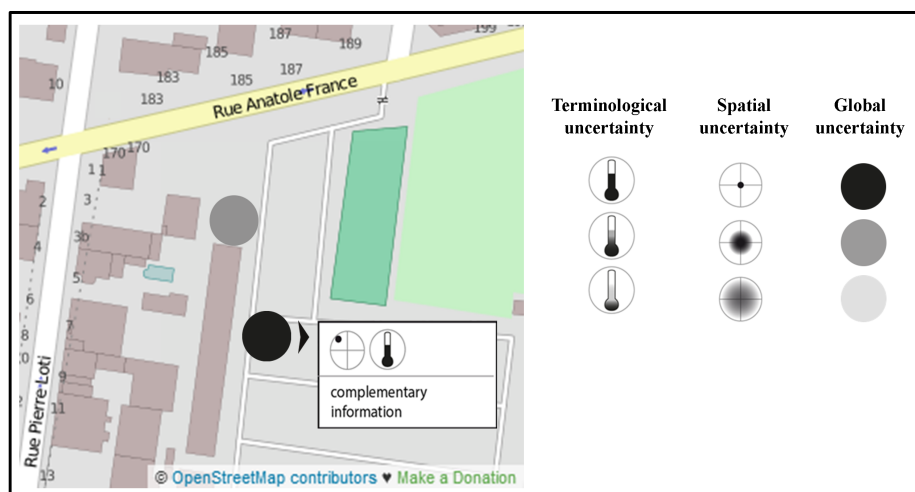 187
199
185
189
183
185
187
10
183
Rue Anatole France
≠
170 170
1 1
2
3
3b
4
5
6
7
8
9
11
13
Rue Pierre Loti
complementary
information
© OpenStreetMap contributors ♥ Make a Donation
Terminological
uncertainty
Spatial
uncertainty
Global
uncertainty